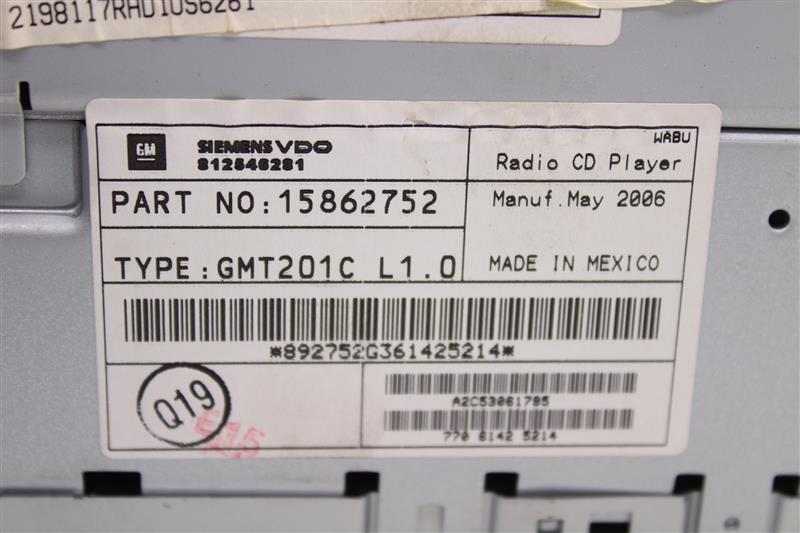 2198117RAD10S6281
GM
SIEMENS VDO
812546281
WABU
Radio CD Player
PART NO:15862752
Manuf.May 2006
TYPE:GMT201C L1.0
MADE IN MEXICO
*892752G361425214*
Q19
A2C53061785
770 6142 5214